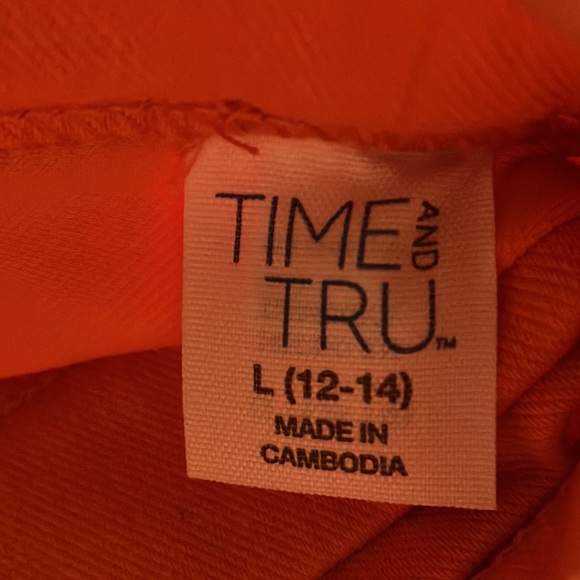 TIME AND
TRU™
L (12-14)
MADE IN
CAMBODIA